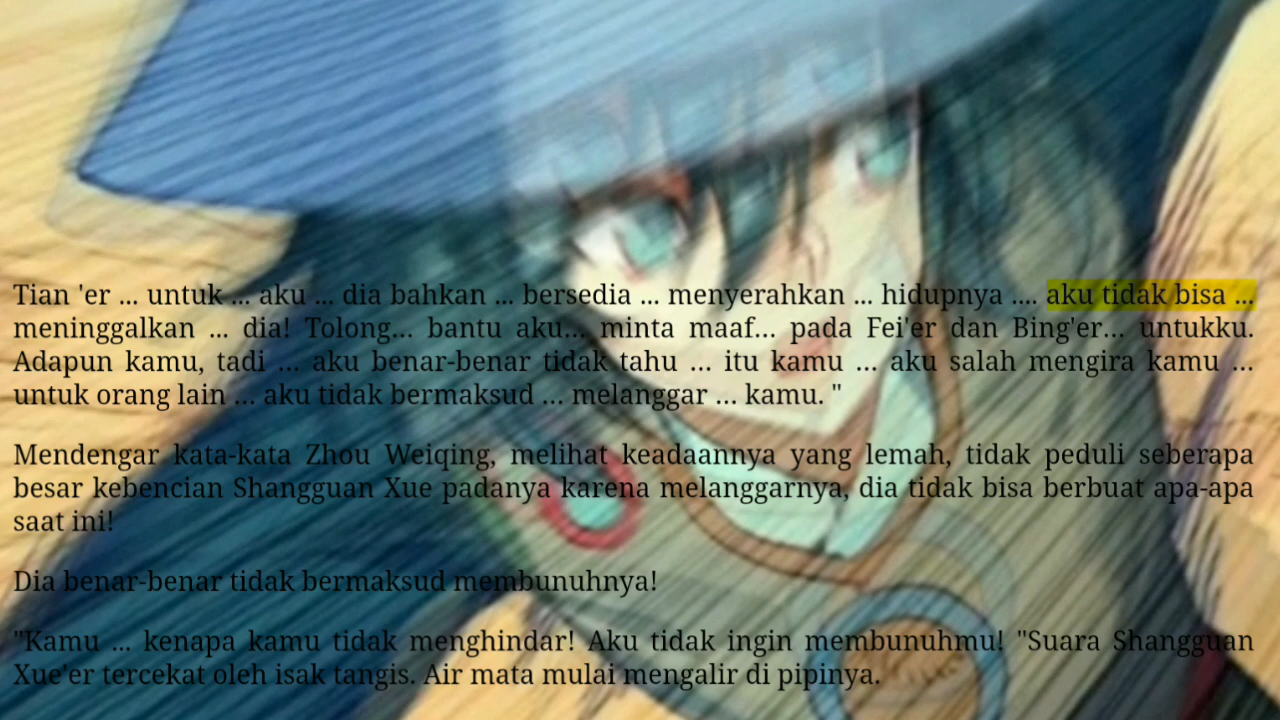 Tian 'er ... untuk ... aku ... dia bahkan ... bersedia ... menyerahkan ... hidupnya .... aku tidak bisa ...
meninggalkan ... dia! Tolong... bantu aku... minta maaf... pada Fei'er dan Bing'er... untukku.
Adapun kamu, tadi ... aku benar-benar tidak tahu ... itu kamu ... aku salah mengira kamu ...
untuk orang lain ... aku tidak bermaksud ... melanggar ... kamu. "
Mendengar kata-kata Zhou Weiqing, melihat keadaannya yang lemah, tidak peduli seberapa
besar kebencian Shangguan Xue padanya karena melanggarnya, dia tidak bisa berbuat apa-apa
saat ini!
Dia benar-benar tidak bermaksud membunuhnya!
"Kamu ... kenapa kamu tidak menghindar! Aku tidak ingin membunuhmu! "Suara Shangguan
Xue'er tercekat oleh isak tangis. Air mata mulai mengalir di pipinya.